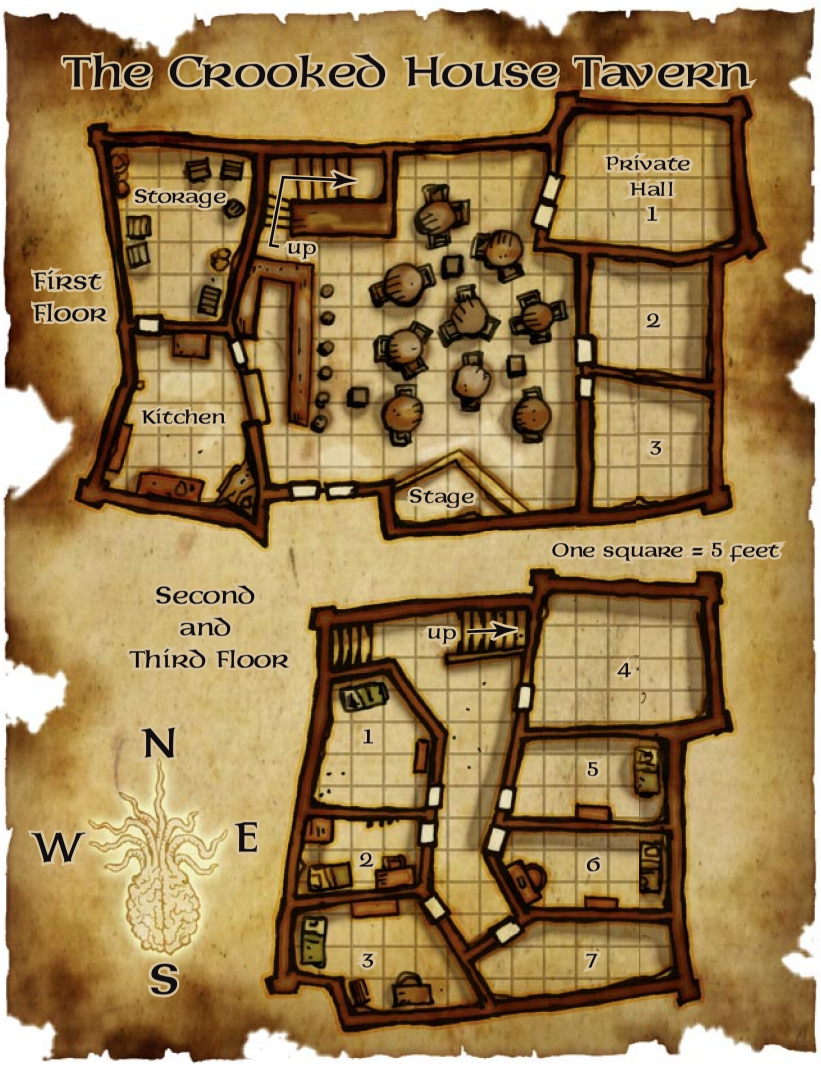 The Crooked House Tavern
Private
Hall
1
Storage
up
First
Floor
2
Kitchen
3
Stage
One square = 5 feet
Second
and
Third Floor
up
4
1
5
N
W
E
2
6
3
7
S